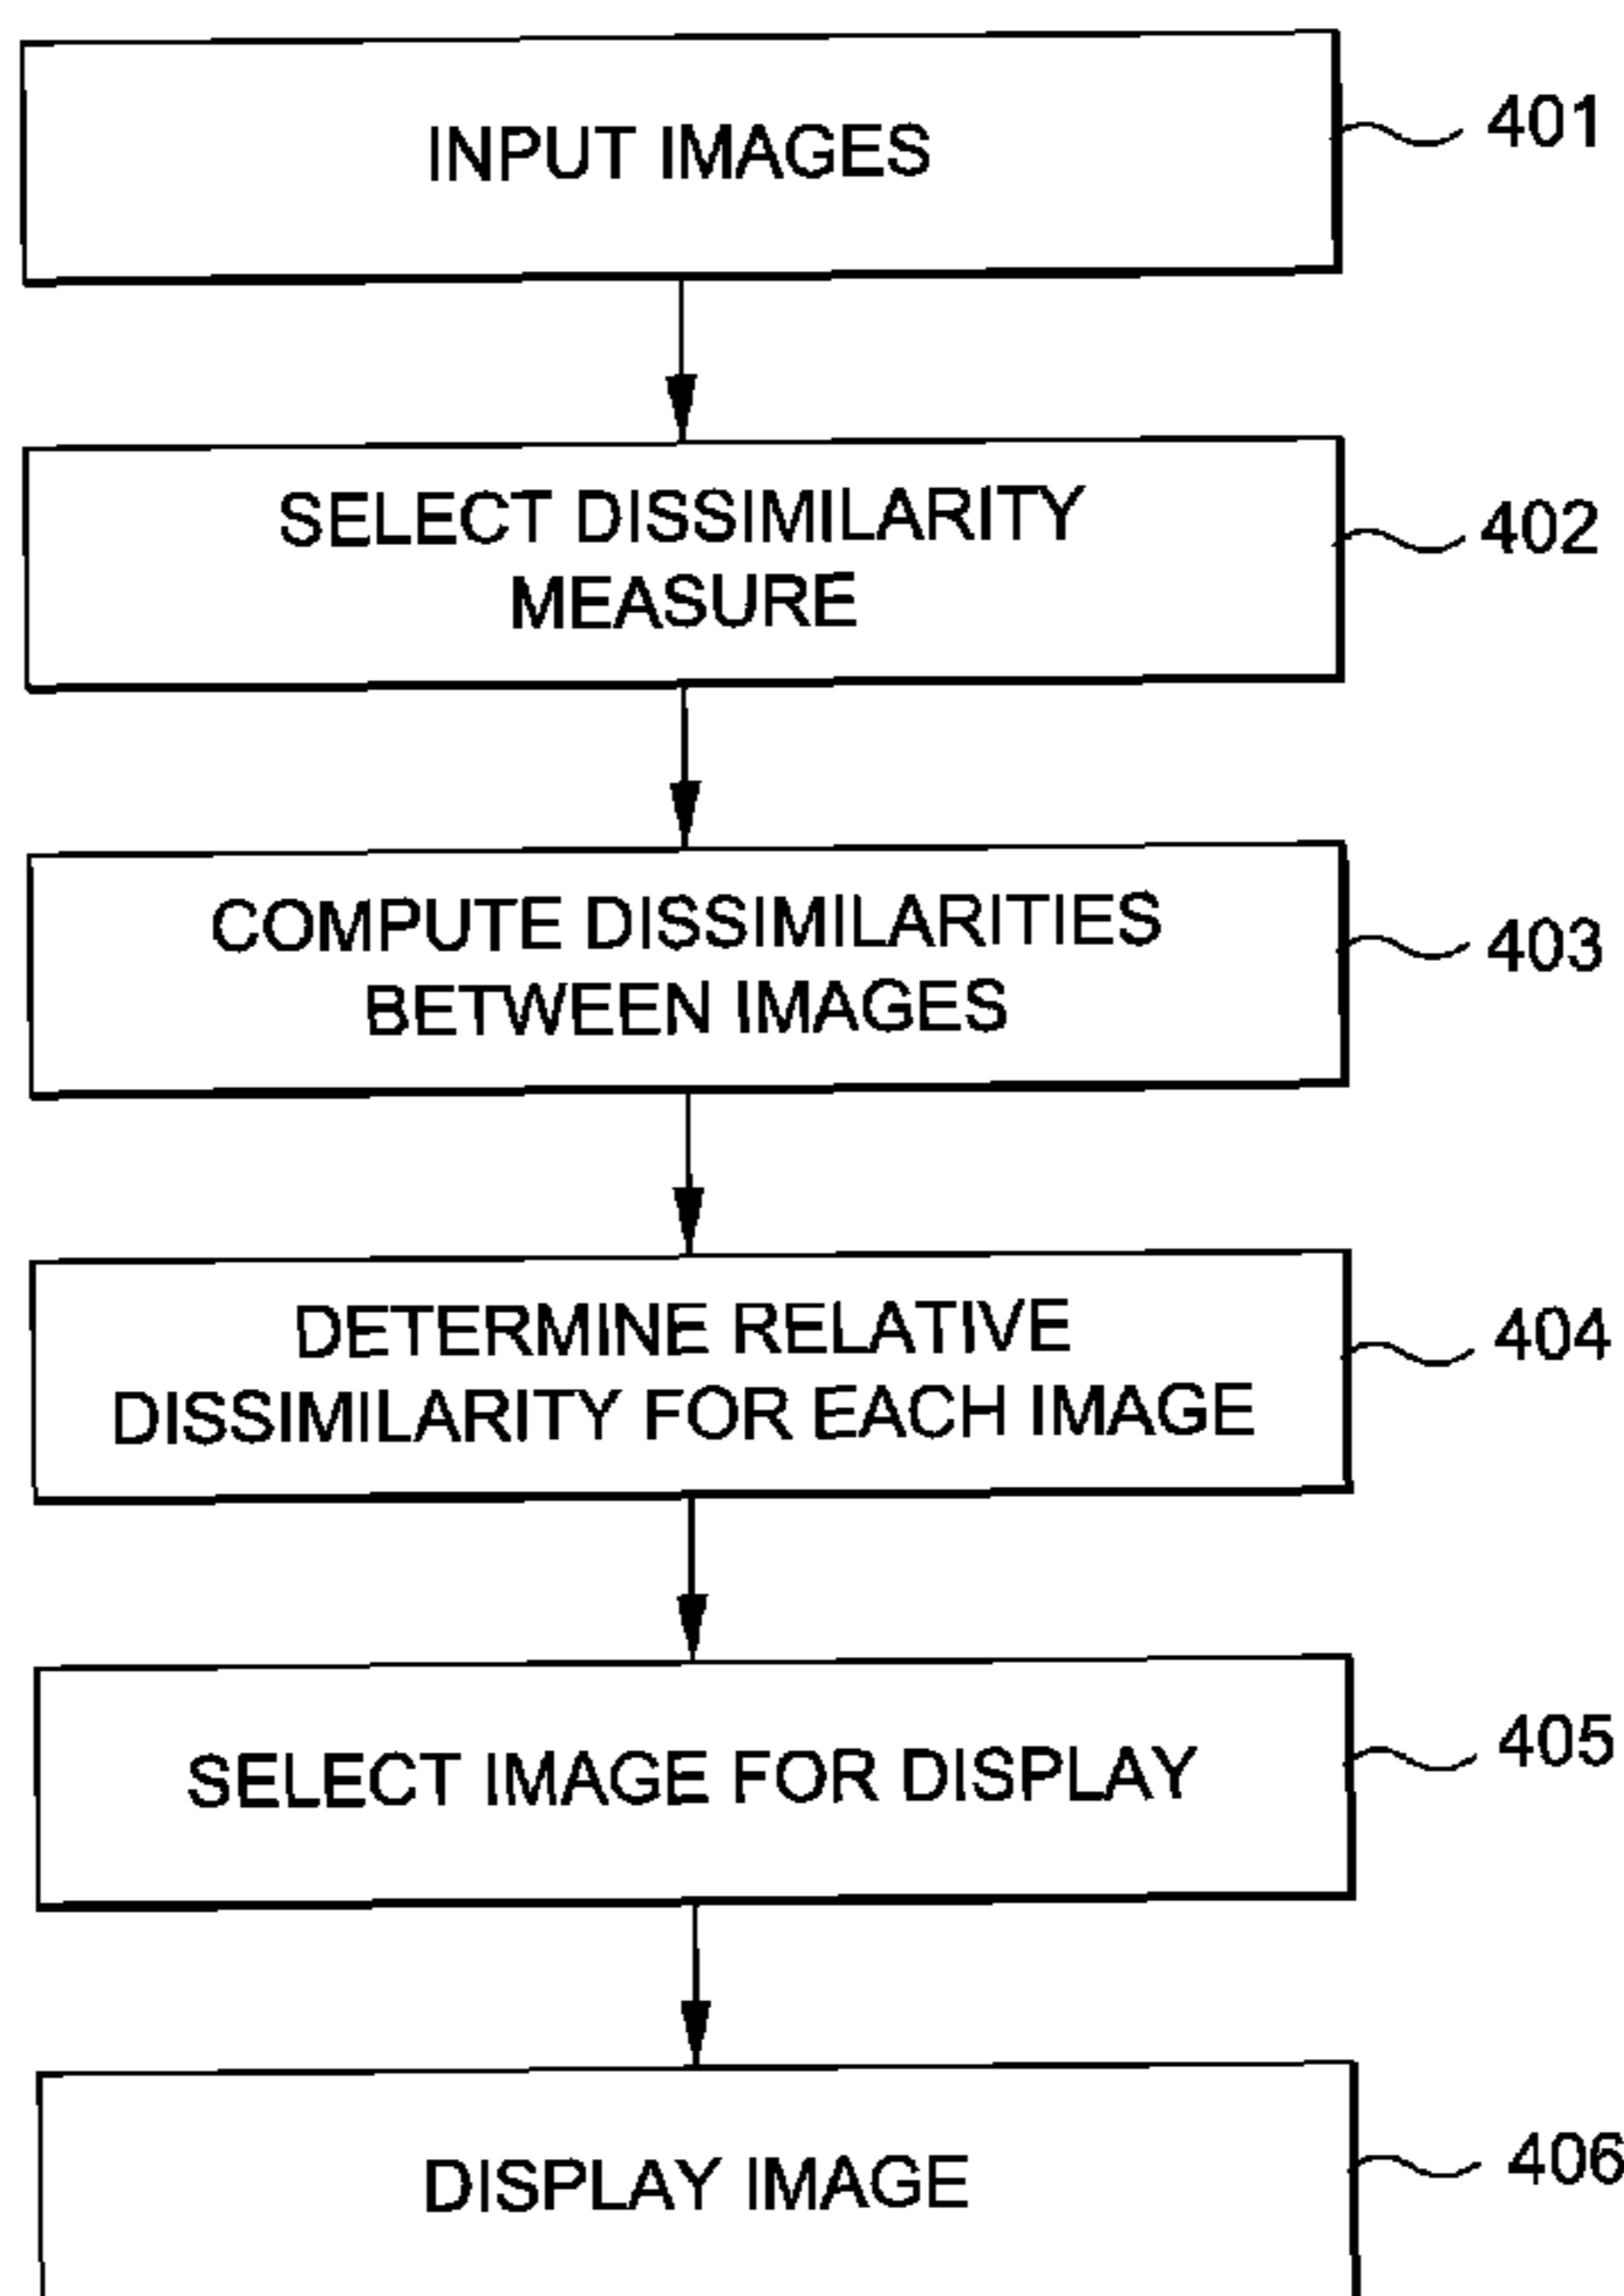 INPUT IMAGES
401
SELECT DISSIMILARITY
MEASURE
402
COMPUTE DISSIMILARITIES
BETWEEN IMAGES
403
DETERMINE RELATIVE
DISSIMILARITY FOR EACH IMAGE
404
SELECT IMAGE FOR DISPLAY
405
DISPLAY IMAGE
406